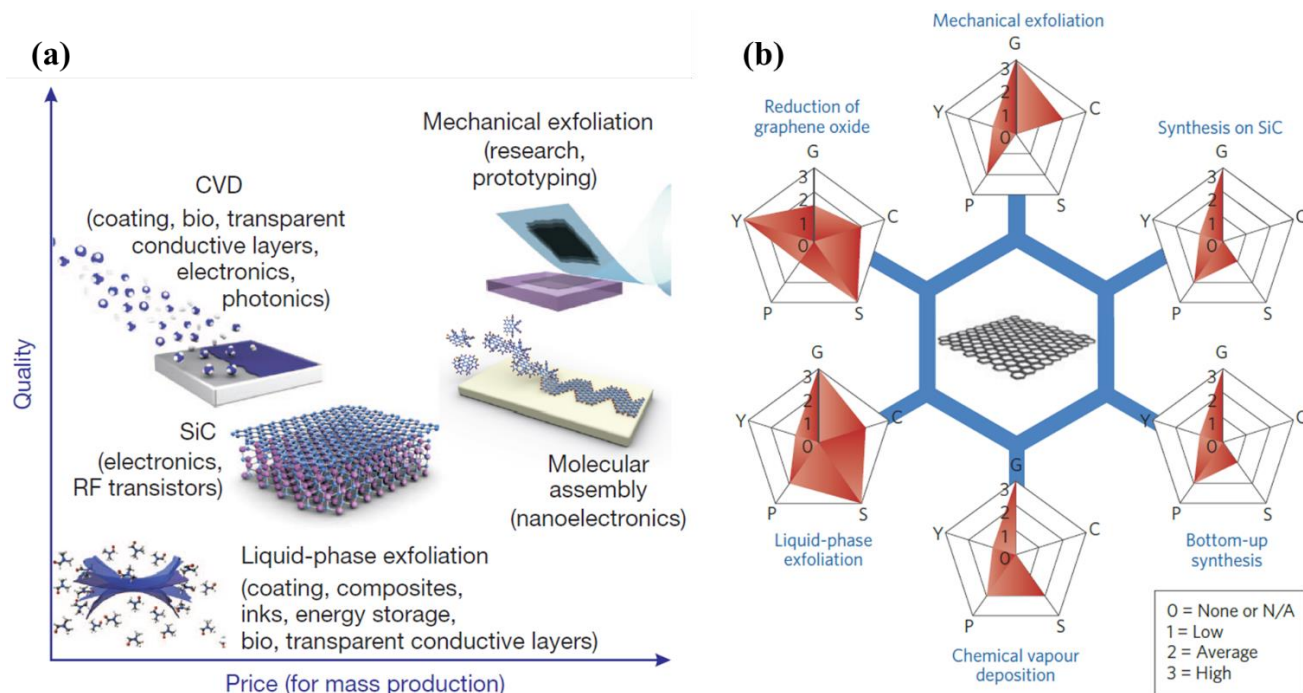 (a)
Quality
Price (for mass production)
CVD
(coating, bio, transparent
conductive layers,
electronics,
photonics)
Mechanical exfoliation
(research,
prototyping)
SiC
(electronics,
RF transistors)
Molecular
assembly
(nanoelectronics)
Liquid-phase exfoliation
(coating, composites,
inks, energy storage,
bio, transparent conductive layers)
(b)
Mechanical exfoliation
G
3
2
1
0
Y
C
P
S
Reduction of
graphene oxide
G
3
2
1
0
Y
C
P
S
Synthesis on SiC
G
3
2
1
0
Y
C
P
S
G
3
2
1
0
Y
C
P
S
Liquid-phase
exfoliation
G
3
2
1
0
Y
C
P
S
Chemical vapour
deposition
G
3
2
1
0
Y
C
P
S
Bottom-up
synthesis
0 = None or N/A
1 = Low
2 = Average
3 = High